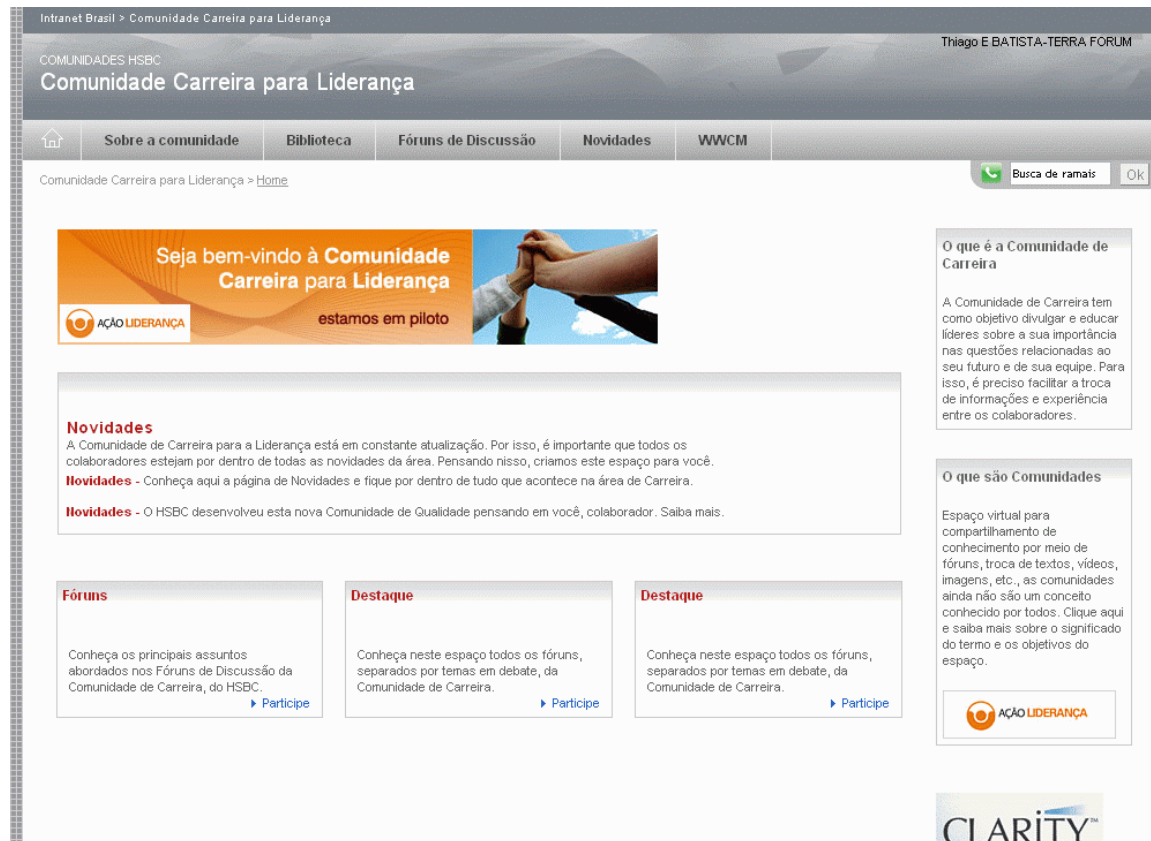 Intranet Brasil > Comunidade Carreira para Liderança
Thiago E BATISTA-TERRA FORUM
COMUNIDADES HSBC
Comunidade Carreira para Liderança
Sobre a comunidade Biblioteca Fóruns de Discussão Novidades WWCM
Comunidade Carreira para Liderança > Home
Busca de ramais Ok
Seja bem-vindo à Comunidade
Carreira para Liderança
AÇÃO LIDERANÇA
estamos em piloto
Novidades
A Comunidade de Carreira para a Liderança está em constante atualização. Por isso, é importante que todos os
colaboradores estejam por dentro de todas as novidades da área. Pensando nisso, criamos este espaço para você.
Novidades - Conheça aqui a página de Novidades e fique por dentro de tudo que acontece na área de Carreira.
Novidades - O HSBC desenvolveu esta nova Comunidade de Qualidade pensando em você, colaborador. Saiba mais.
Fóruns
Conheça os principais assuntos
abordados nos Fóruns de Discussão da
Comunidade de Carreira, do HSBC.
Participe
Destaque
Conheça neste espaço todos os fóruns,
separados por temas em debate, da
Comunidade de Carreira.
Participe
Destaque
Conheça neste espaço todos os fóruns,
separados por temas em debate, da
Comunidade de Carreira.
Participe
O que é a Comunidade de
Carreira
A Comunidade de Carreira tem
como objetivo divulgar e educar
líderes sobre a sua importância
nas questões relacionadas ao
seu futuro e de sua equipe. Para
isso, é preciso facilitar a troca
de informações e experiência
entre os colaboradores.
O que são Comunidades
Espaço virtual para
compartilhamento de
conhecimento por meio de
fóruns, troca de textos, vídeos,
imagens, etc., as comunidades
ainda não são um conceito
conhecido por todos. Clique aqui
e saiba mais sobre o significado
do termo e os objetivos do
espaço.
AÇÃO LIDERANÇA
CLARITY™